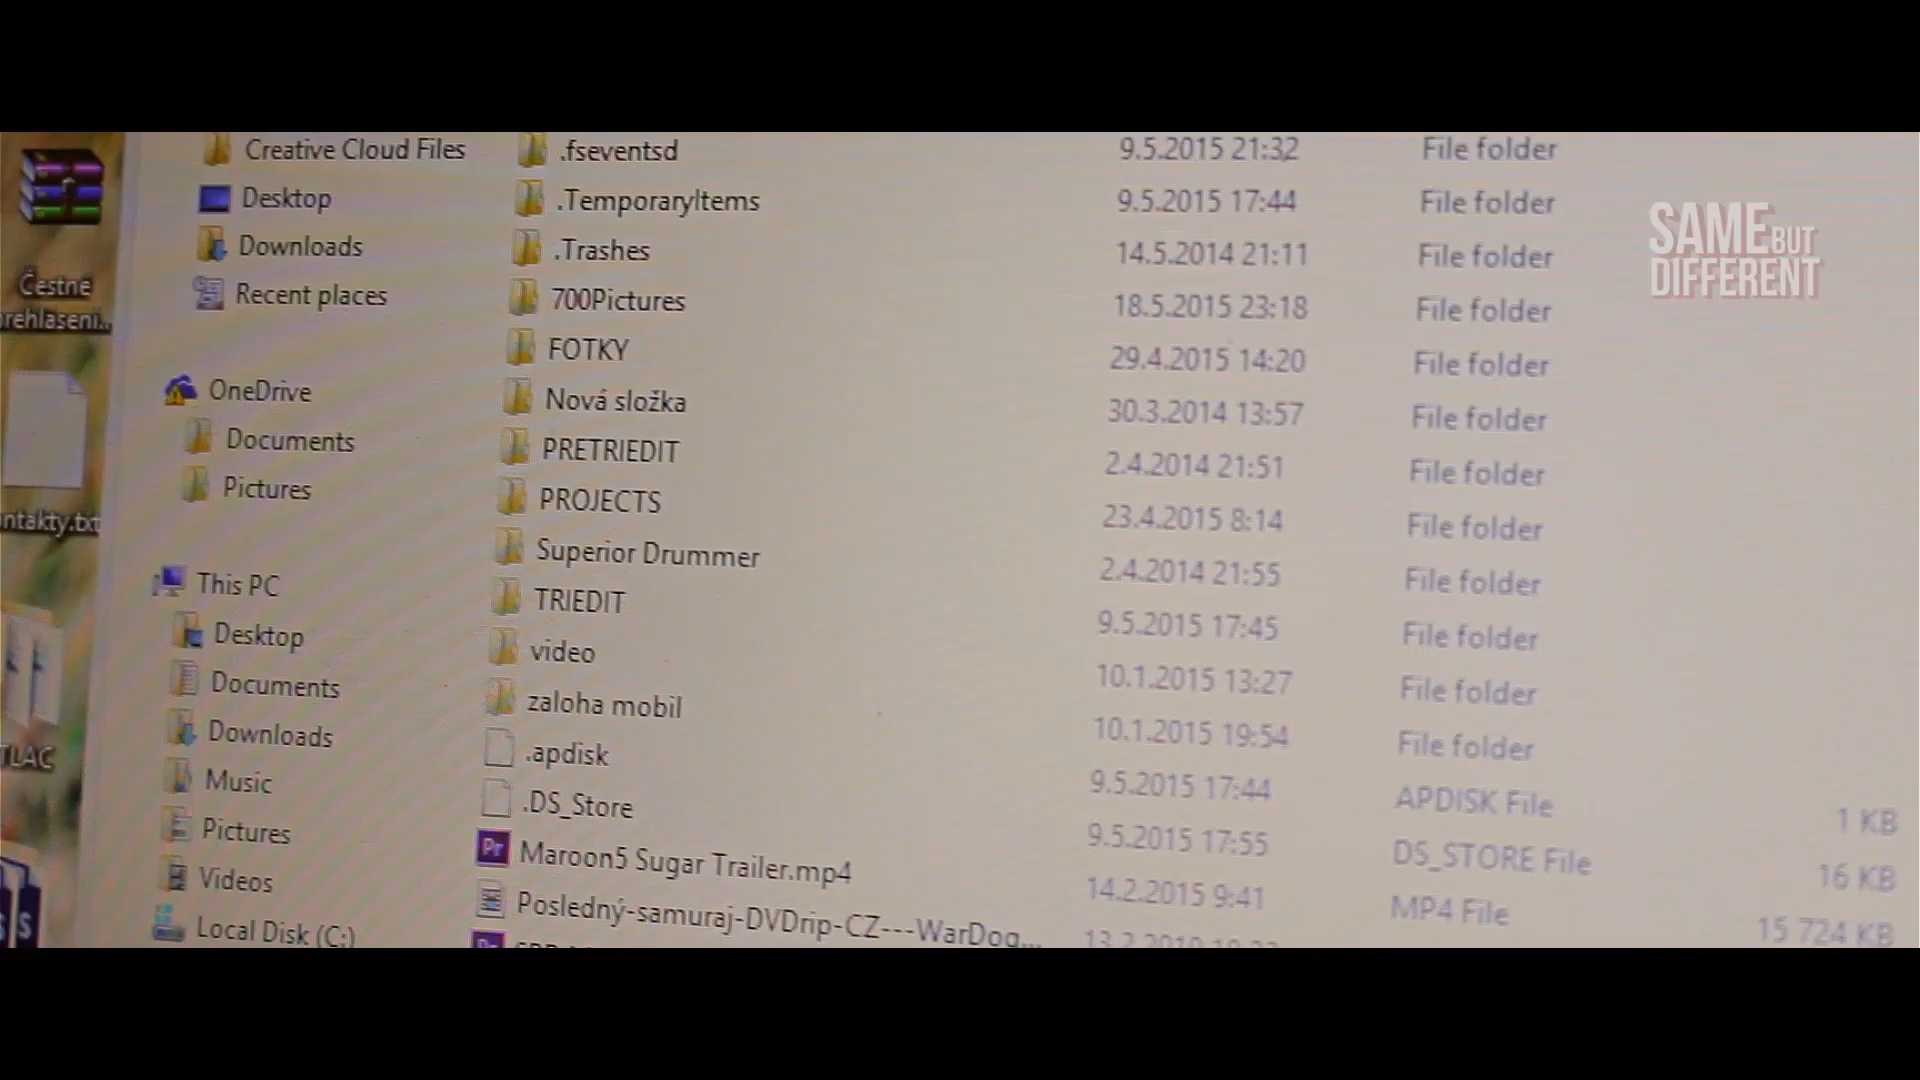 Čestné
rehlaseni...
ntakty.txt
TLAC
Creative Cloud Files
Desktop
Downloads
Recent places
OneDrive
Documents
Pictures
This PC
Desktop
Documents
Downloads
Music
Pictures
Videos
Local Disk (C:)
.fseventsd 9.5.2015 21:32 File folder
.TemporaryItems 9.5.2015 17:44 File folder
.Trashes 14.5.2014 21:11 File folder
700Pictures 18.5.2015 23:18 File folder
FOTKY 29.4.2015 14:20 File folder
Nová složka 30.3.2014 13:57 File folder
PRETRIEDIT 2.4.2014 21:51 File folder
PROJECTS 23.4.2015 8:14 File folder
Superior Drummer 2.4.2014 21:55 File folder
TRIEDIT 9.5.2015 17:45 File folder
video 10.1.2015 13:27 File folder
zaloha mobil 10.1.2015 19:54 File folder
.apdisk 9.5.2015 17:44 APDISK File 1 KB
.DS_Store 9.5.2015 17:55 DS_STORE File 16 KB
Pr Maroon5 Sugar Trailer.mp4 14.2.2015 9:41 MP4 File 15 724 KB
Posledný-samuraj-DVDrip-CZ---WarDog...
SAME BUT
DIFFERENT